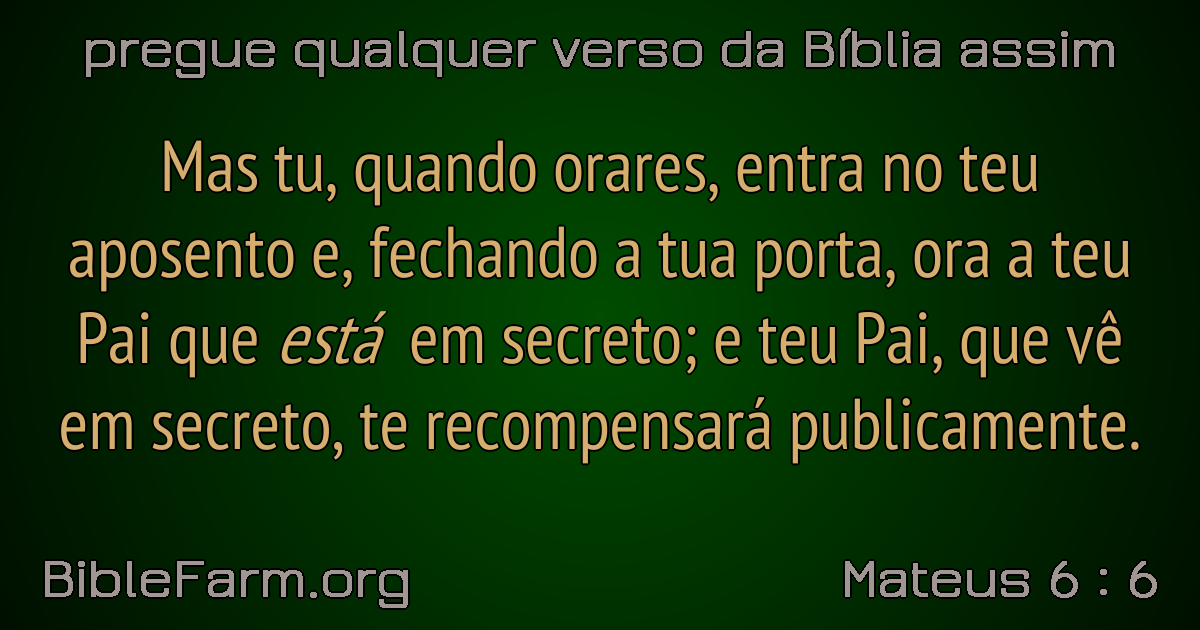 pregue qualquer verso da Bíblia assim
Mas tu, quando orares, entra no teu
aposento e, fechando a tua porta, ora a teu
Pai que está em secreto; e teu Pai, que vê
em secreto, te recompensará publicamente.
BibleFarm.org
Mateus 6 : 6